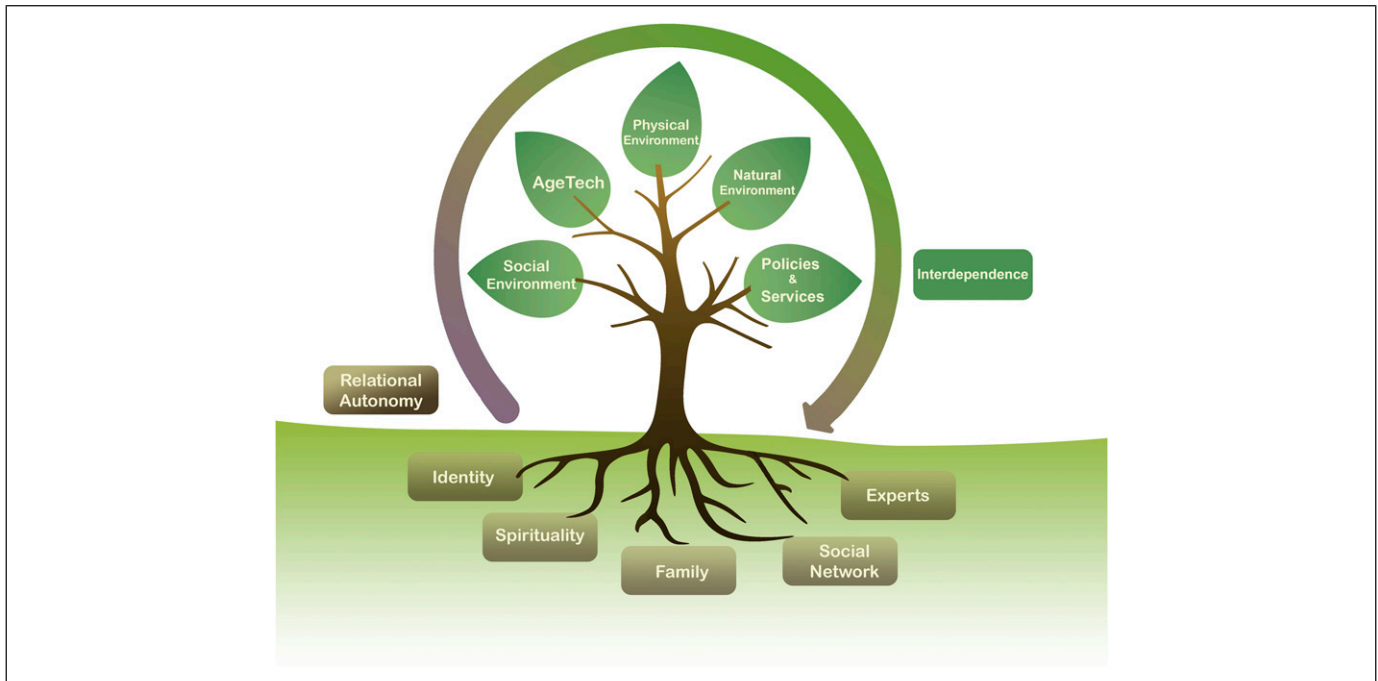 Physical
Environment
AgeTech
Natural
Environment
Social
Environment
Policies
&
Services
Interdependence
Relational
Autonomy
Identity
Experts
Spirituality
Social
Network
Family